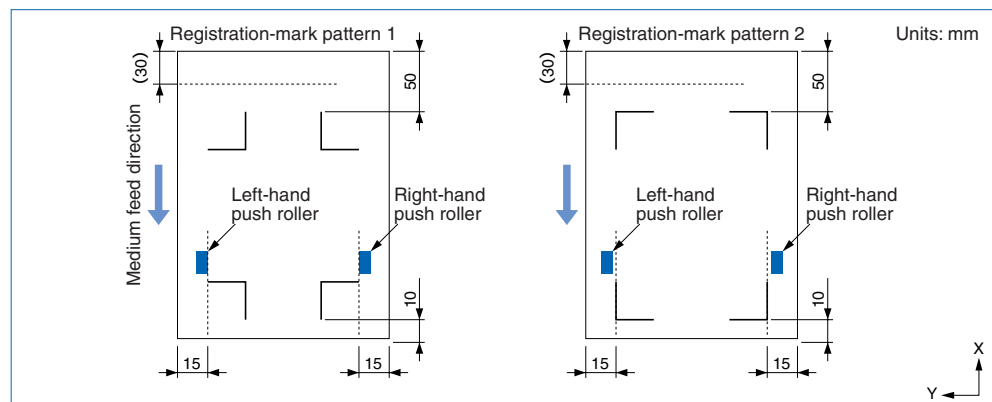 Registration-mark pattern 1
Registration-mark pattern 2
Units: mm
(30)
50
(30)
50
Medium feed direction
Left-hand
push roller
Right-hand
push roller
Left-hand
push roller
Right-hand
push roller
10
10
15
15
15
15
X
Y